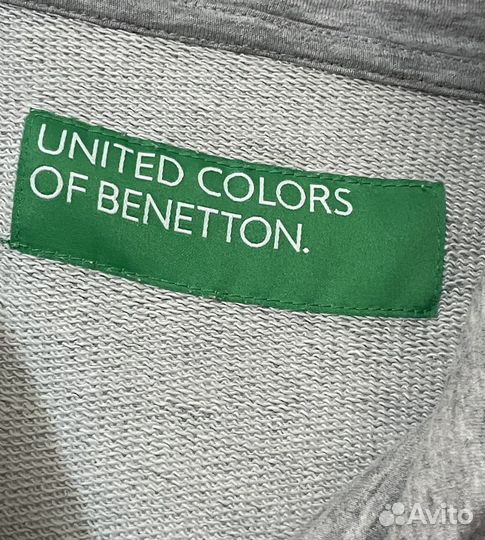 UNITED COLORS
OF BENETTON.
Avito